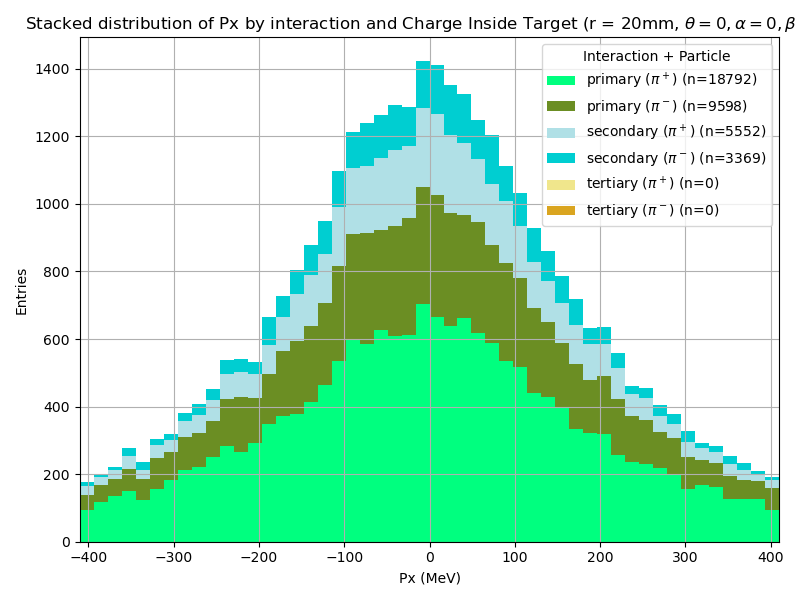 Stacked distribution of Px by interaction and Charge Inside Target (r = 20mm, θ = 0, α = 0, β
Interaction + Particle
primary (π⁺) (n=18792)
primary (π⁻) (n=9598)
secondary (π⁺) (n=5552)
secondary (π⁻) (n=3369)
tertiary (π⁺) (n=0)
tertiary (π⁻) (n=0)
Entries
1400
1200
1000
800
600
400
200
0
−400 −300 −200 −100 0 100 200 300 400
Px (MeV)